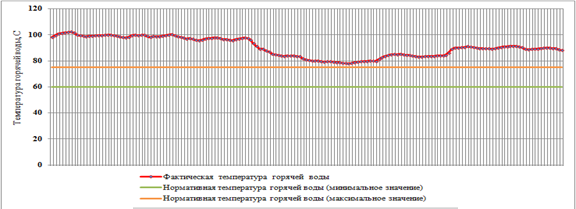 120
100
80
60
40
20
0
Температура горячей воды, С
Фактическая температура горячей воды
Нормативная температура горячей воды (минимальное значение)
Нормативная температура горячей воды (максимальное значение)